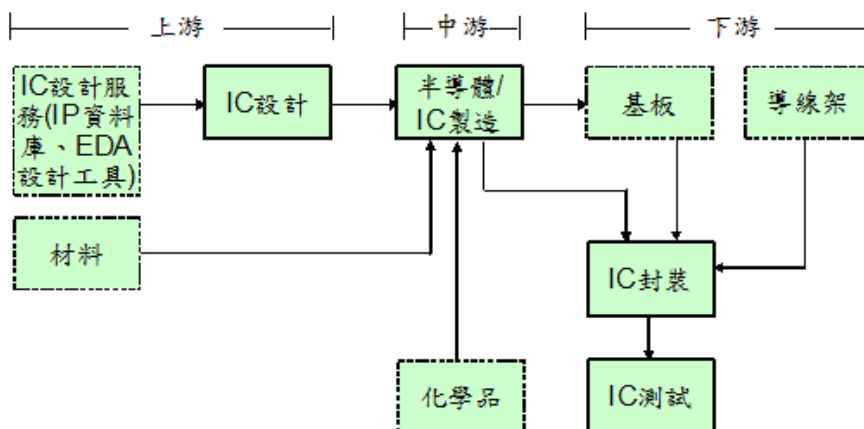 上游
中游
下游
IC設計服
務(IP資料
庫、EDA
設計工具)
IC設計
半導體/
IC製造
基板
導線架
材料
IC封裝
化學品
IC測試